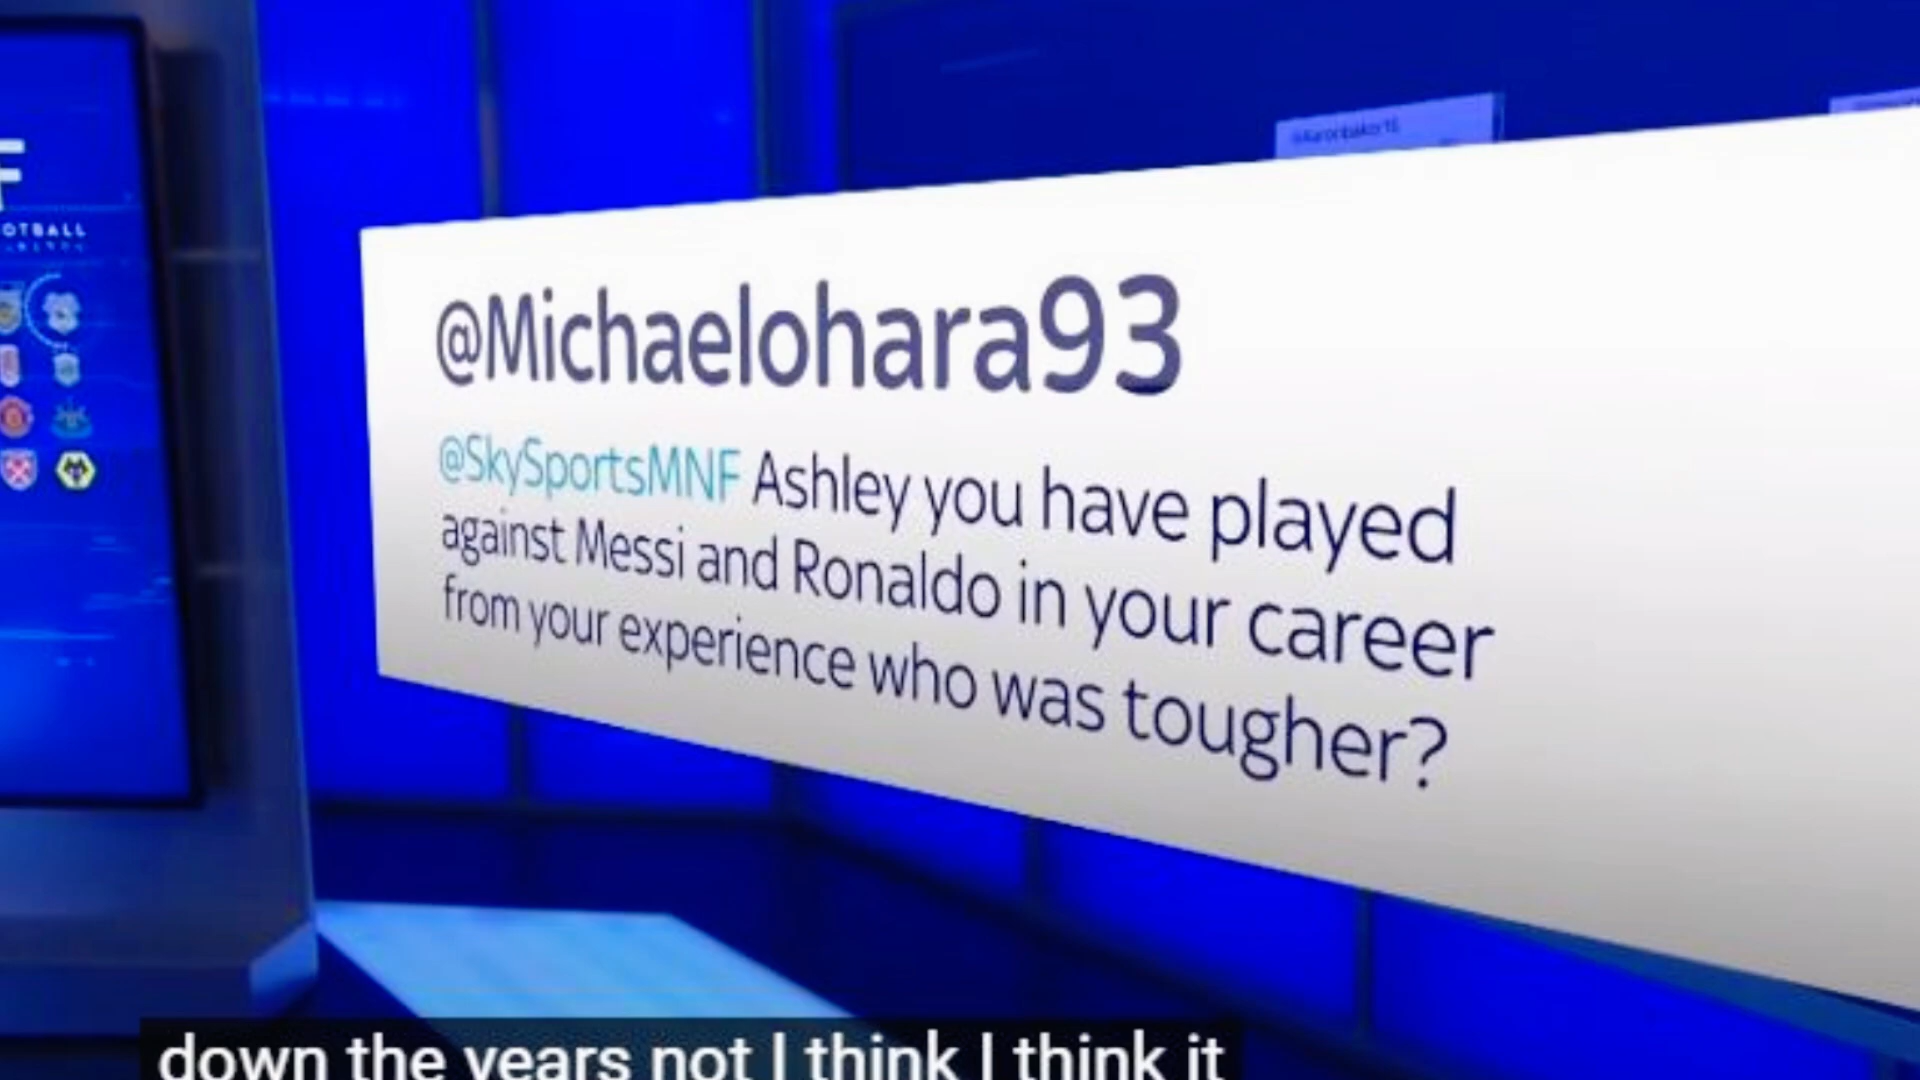 F
OTBALL
@Michaelohara93
@SkySportsMNF Ashley you have played
against Messi and Ronaldo in your career
from your experience who was tougher?
down the years not I think I think it